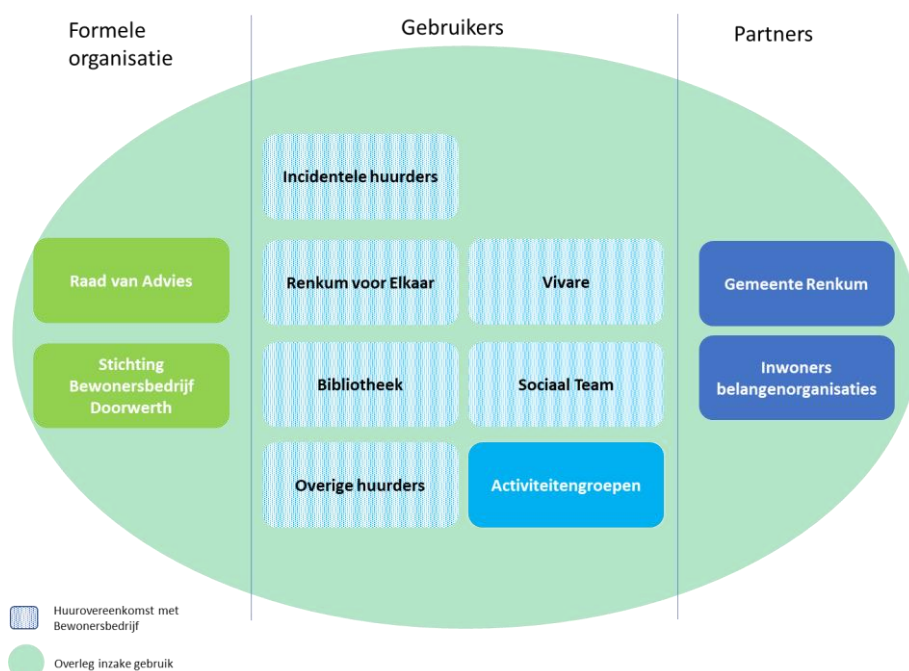 Formele
organisatie
Gebruikers
Partners
Incidentele huurders
Raad van Advies
Renkum voor Elkaar
Vivare
Gemeente Renkum
Stichting
Bewonersbedrijf
Doorwerth
Bibliotheek
Sociaal Team
Inwoners
belangenorganisaties
Overige huurders
Activiteitengroepen
Huurovereenkomst met
Bewonersbedrijf
Overleg inzake gebruik